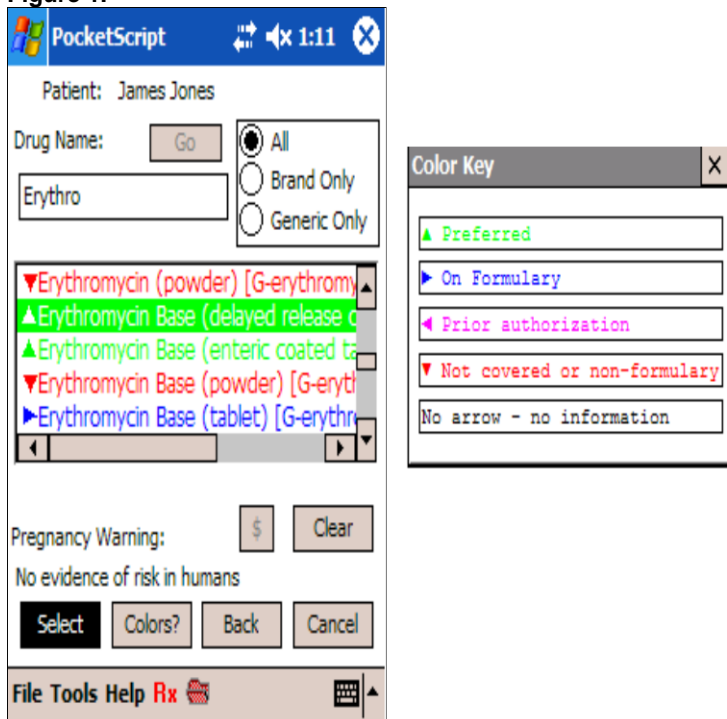 PocketScript 1:11
Patient: James Jones
Drug Name: Go
All
Brand Only
Generic Only
Erythro
Erythromycin (powder) [G-erythromy
Erythromycin Base (delayed release
Erythromycin Base (enteric coated ta
Erythromycin Base (powder) [G-eryth
Erythromycin Base (tablet) [G-erythr
Pregnancy Warning: $ Clear
No evidence of risk in humans
Select Colors? Back Cancel
File Tools Help Rx
Color Key X
Preferred
On Formulary
Prior authorization
Not covered or non-formulary
No arrow - no information